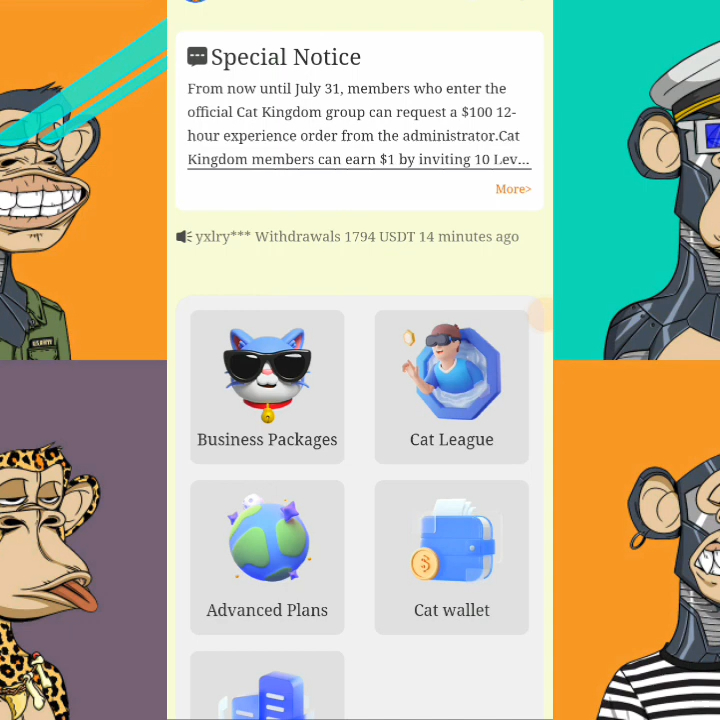 Special Notice
From now until July 31, members who enter the
official Cat Kingdom group can request a $100 12-
hour experience order from the administrator.Cat
Kingdom members can earn $1 by inviting 10 Lev...
More>
yxlry*** Withdrawals 1794 USDT 14 minutes ago
Business Packages
Cat League
Advanced Plans
Cat wallet